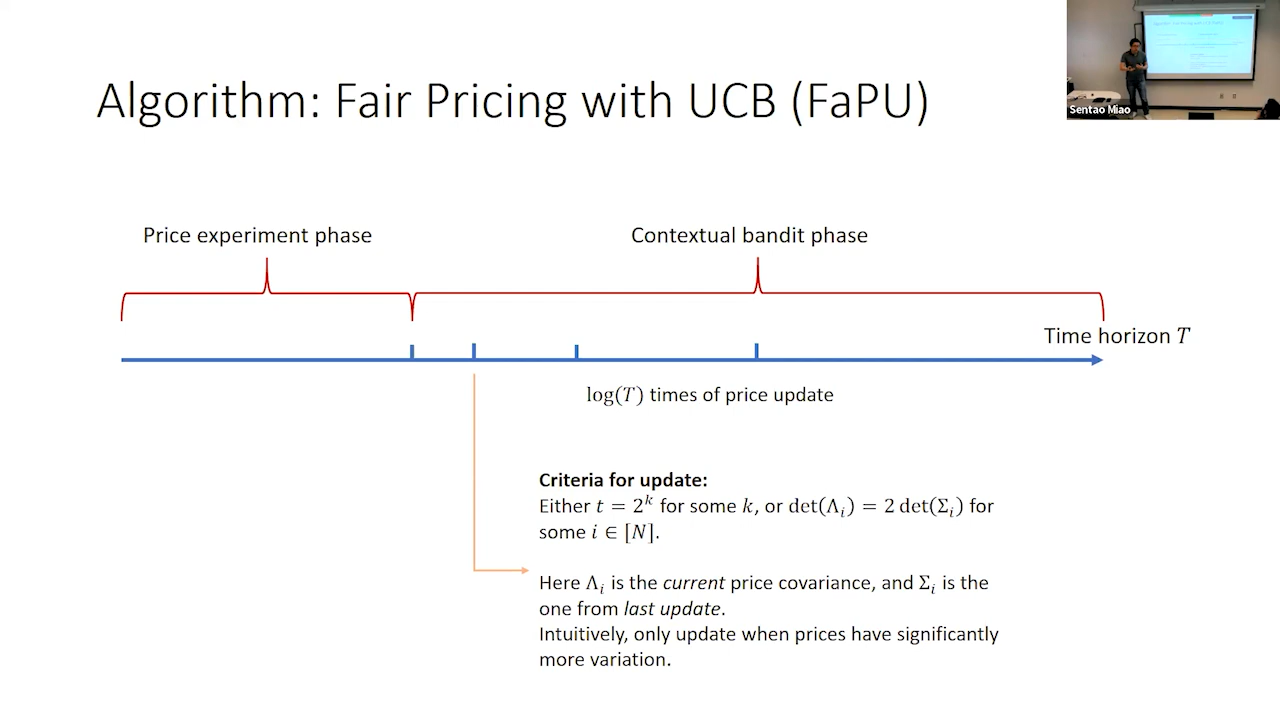 Algorithm: Fair Pricing with UCB (FaPU)
Sentao Miao
Price experiment phase
Contextual bandit phase
Time horizon T
log(T) times of price update
Criteria for update:
Either t = 2^k for some k, or det(Λ_i) = 2 det(Σ_i) for
some i ∈ [N].
Here Λ_i is the current price covariance, and Σ_i is the
one from last update.
Intuitively, only update when prices have significantly
more variation.